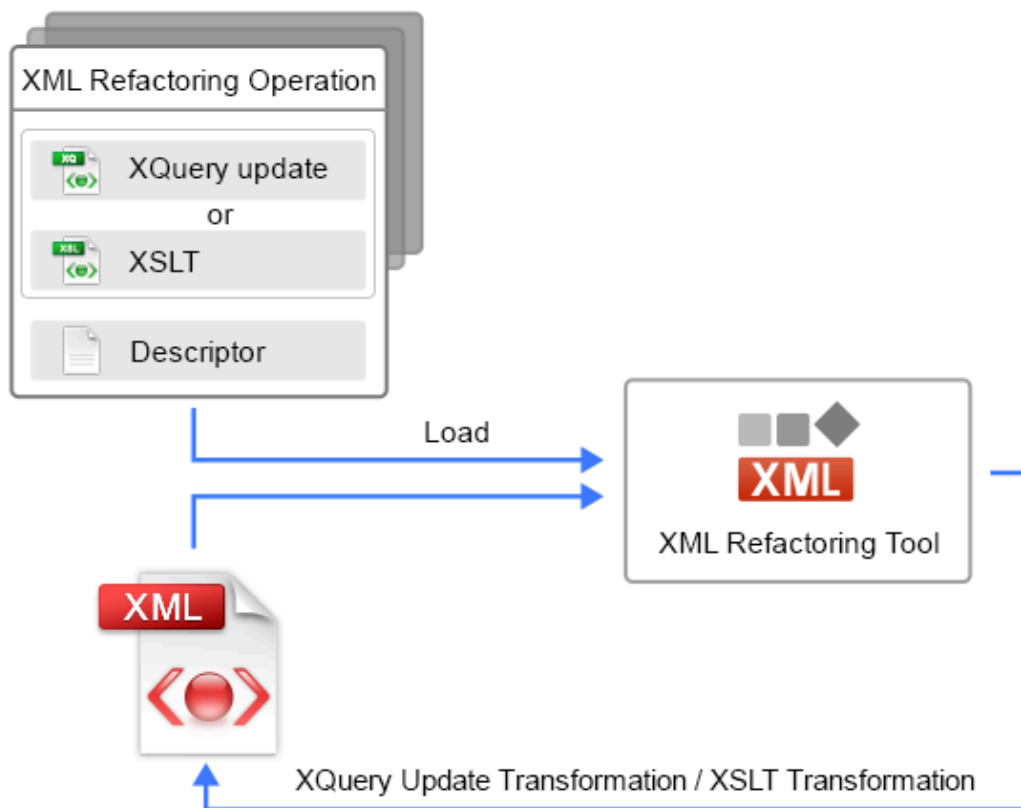 XML Refactoring Operation
XQ
XQuery update
or
XSL
XSLT
Descriptor
Load
XML
XML Refactoring Tool
XML
XQuery Update Transformation / XSLT Transformation